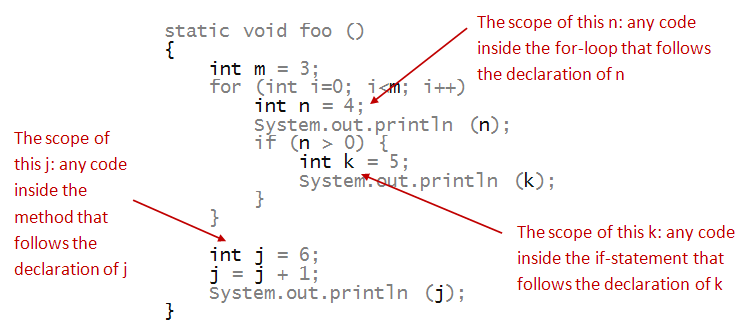 static void foo ()
{
    int m = 3;
    for (int i=0; i<m; i++)
        int n = 4;
        System.out.println (n);
        if (n > 0) {
            int k = 5;
            System.out.println (k);
        }
    }

    int j = 6;
    j = j + 1;
    System.out.println (j);
}
The scope of this n: any code
inside the for-loop that follows
the declaration of n
The scope of
this j: any code
inside the
method that
follows the
declaration of j
The scope of this k: any code
inside the if-statement that
follows the declaration of k